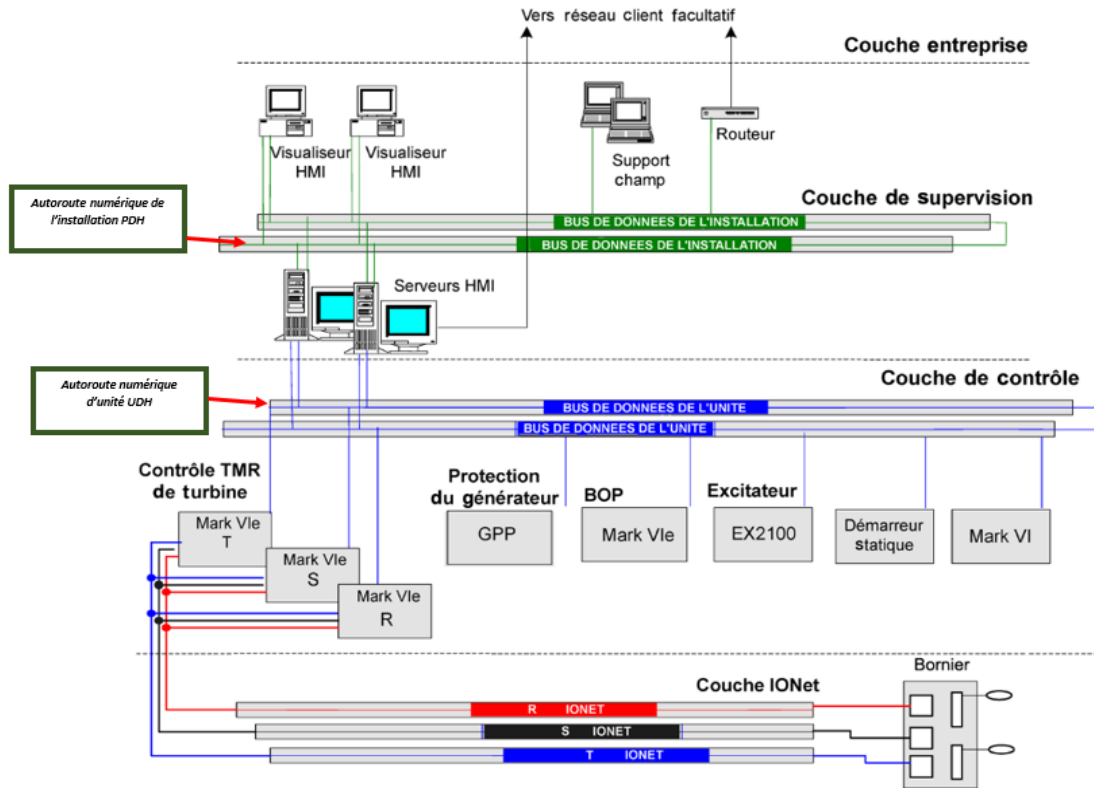 Vers réseau client facultatif
Couche entreprise
Visualiseur
HMI
Visualiseur
HMI
Support
champ
Routeur
Autoroute numérique de
l'installation PDH
Couche de supervision
BUS DE DONNEES DE L'INSTALLATION
BUS DE DONNEES DE L'INSTALLATION
Serveurs HMI
Autoroute numérique
d'unité UDH
Couche de contrôle
BUS DE DONNEES DE L'UNITE
BUS DE DONNEES DE L'UNITE
Contrôle TMR
de turbine
Mark VIe
T
Mark VIe
S
Mark VIe
R
Protection
du générateur
GPP
BOP
Mark VIe
Excitateur
EX2100
Démarreur
statique
Mark VI
Couche IONet
Bornier
R IONET
S IONET
T IONET